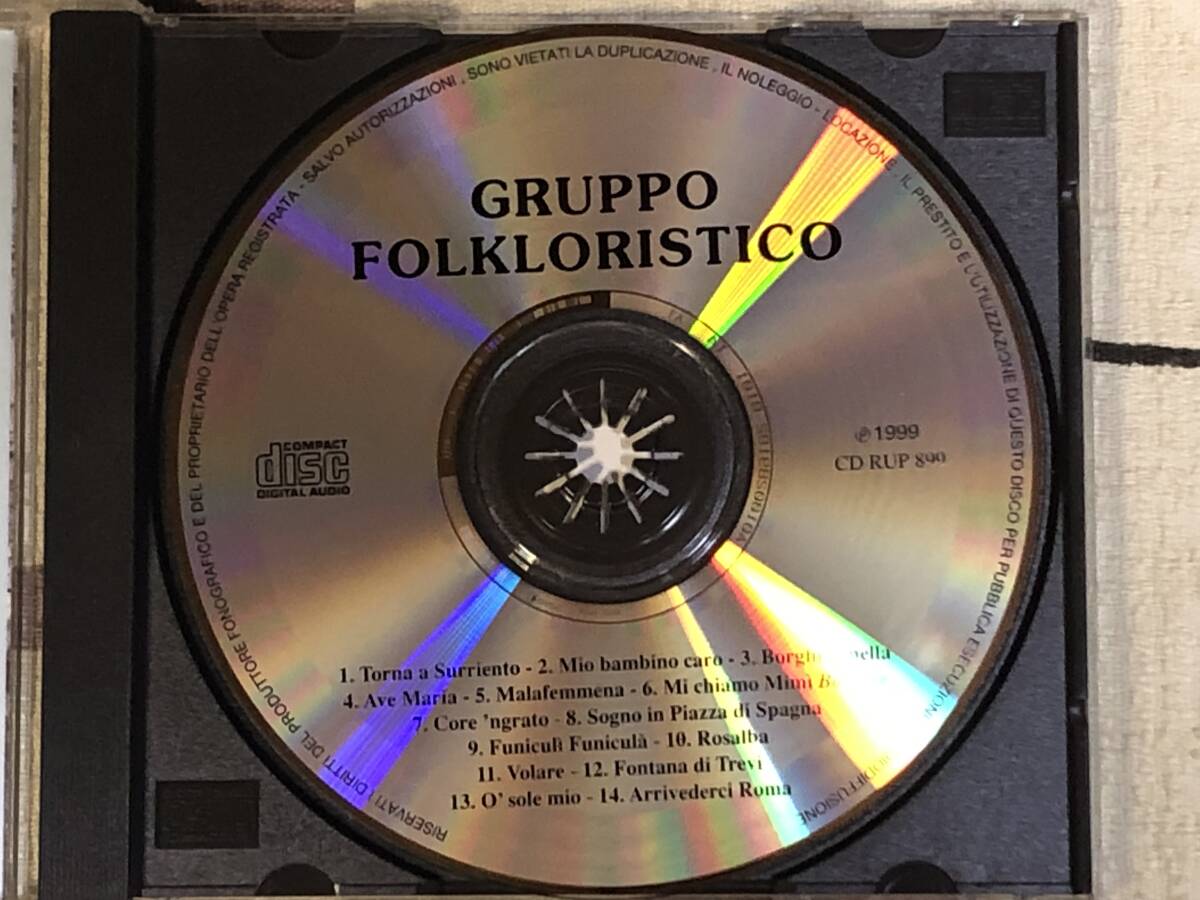 GRUPPO
FOLKLORISTICO
COMPACT
disc
DIGITAL AUDIO
℗ 1999
CD RUP 899
1. Torna a Surriento - 2. Mio bambino caro - 3.
4. Ave Maria - 5. Malafemmena - 6. Mi chiamo Mimì
7. Core 'ngrato - 8. Sogno in Piazza di Spagna
9. Funiculì Funiculà - 10. Rosalba
11. Volare - 12. Fontana di Trevi
13. O' sole mio - 14. Arrivederci Roma
RISERVATI I DIRITTI DEL PRODUTTORE FONOGRAFICO E DEL PROPRIETARIO DELL'OPERA REGISTRATA - SALVO AUTORIZZAZIONI , SONO VIETATI LA DUPLICAZIONE , IL NOLEGGIO - LOCAZIONE - IL PRESTITO E L'UTILIZZAZIONE DI QUESTO DISCO PER PUBBLICA ESECUZIONE DIFFUSIONE